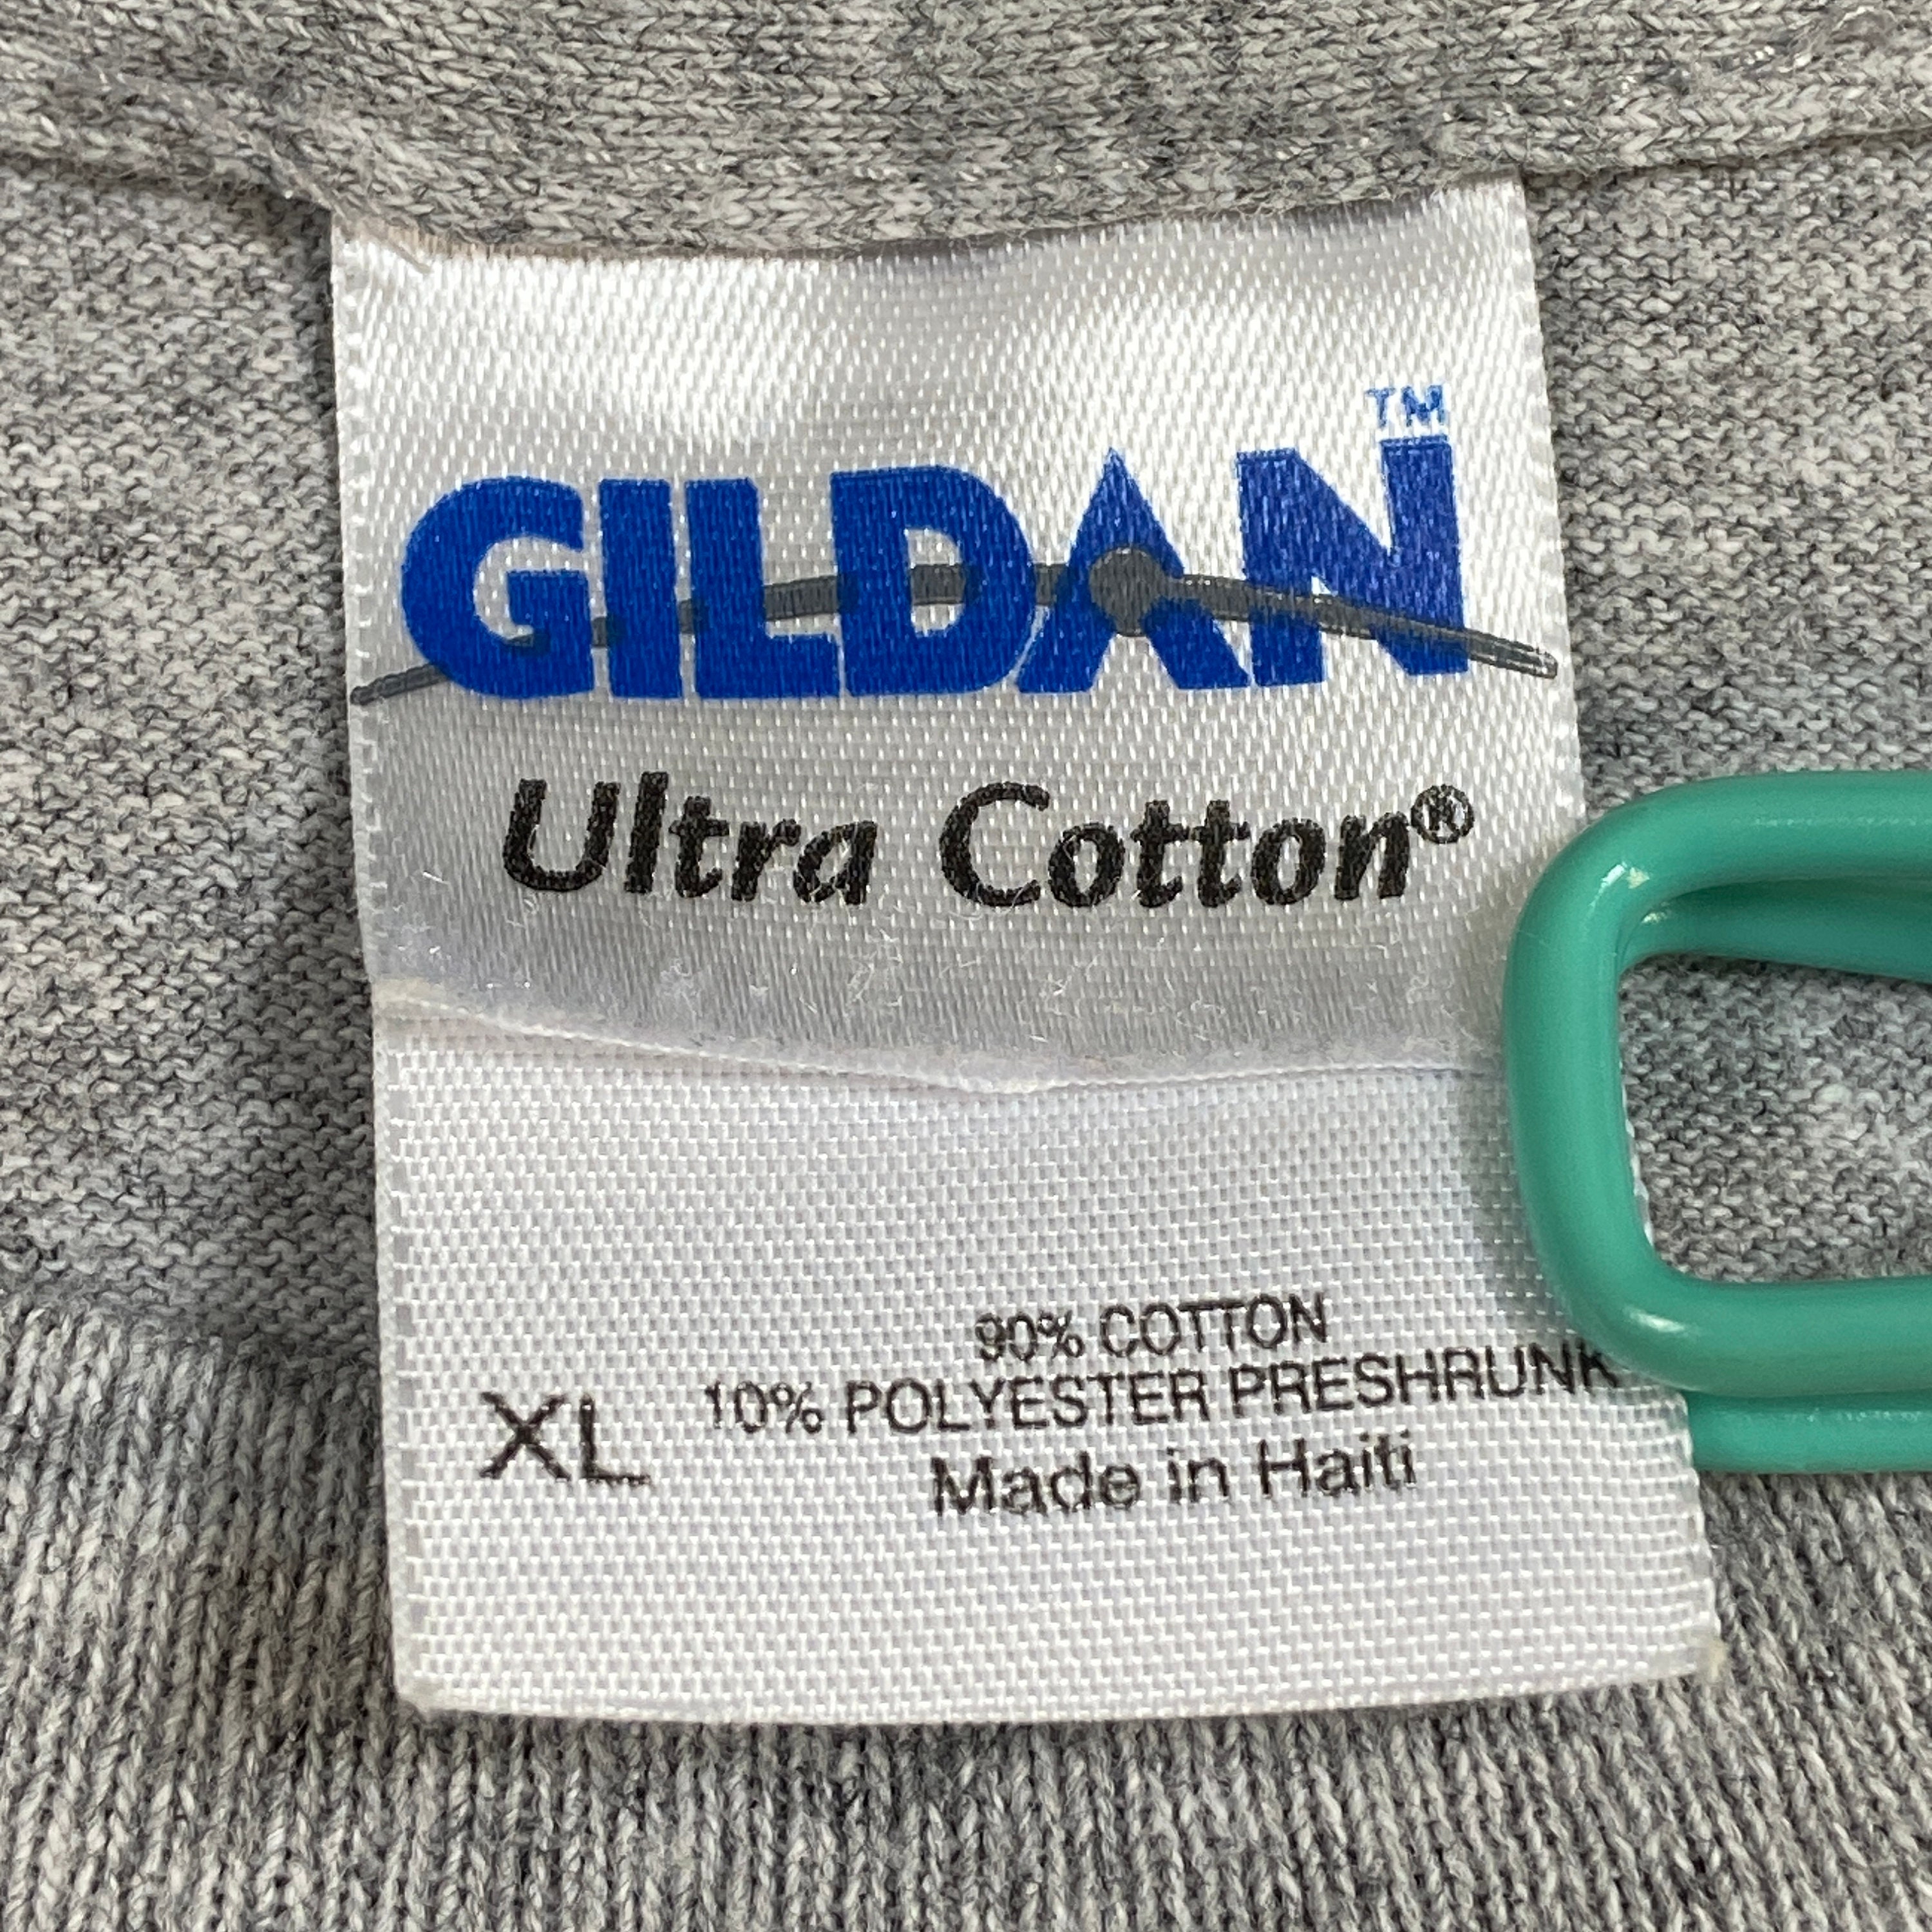 GILDAN™
Ultra Cotton®
90% COTTON
10% POLYESTER PRESHRUNK
XL
Made in Haiti